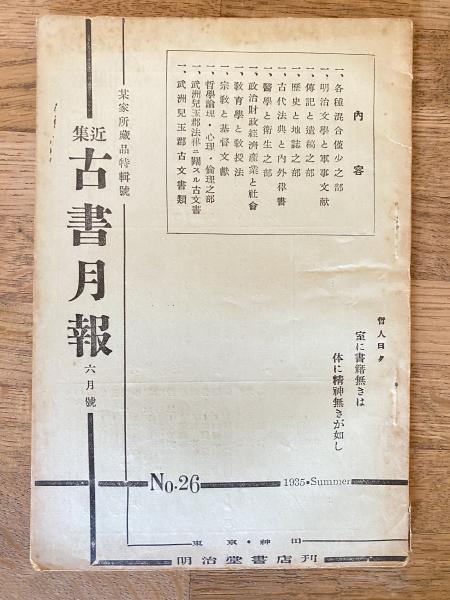 某家所藏品特輯號
近集
古書月報
六月號
內容
一、各種混合僅少之部
一、明治文學と軍事文献
一、傳記と遺稿之部
一、歷史と地誌之部
一、古代法典と內外律書
一、醫學と衛生之部
一、政治財政經濟產業と社會
一、敎育學と敎授法
一、宗敎と基督文獻
一、哲學論理・心理・倫理之部
一、武洲兒玉郡法律ニ關スル古文書
一、武洲兒玉郡古文書類
哲人曰ク
室に書籍無きは
体に精神無きが如し
No.26
1935・Summer
東京・神田
明治堂書店刊